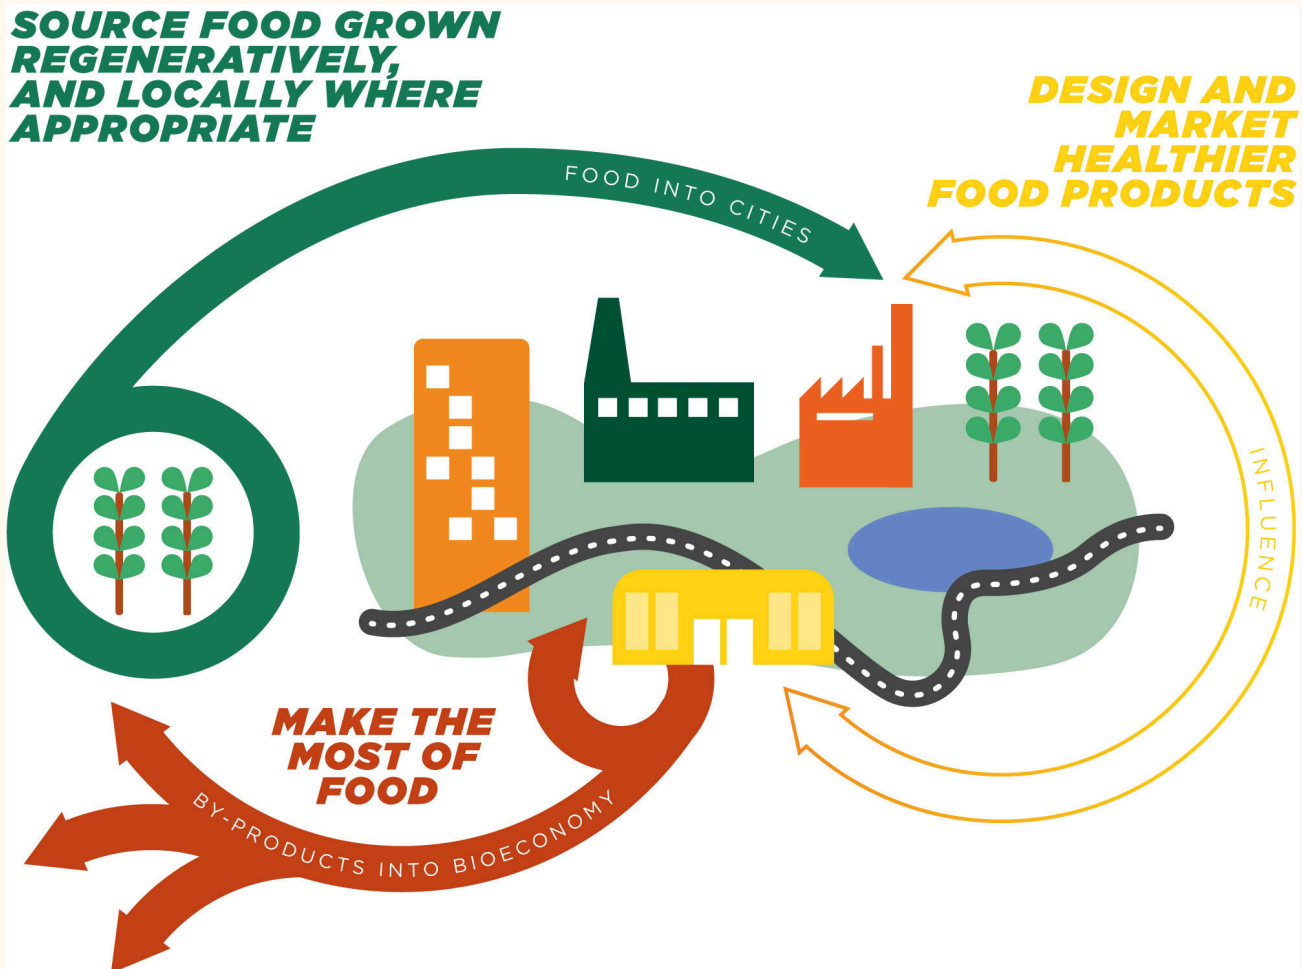 SOURCE FOOD GROWN
REGENERATIVELY,
AND LOCALLY WHERE
APPROPRIATE
DESIGN AND
MARKET
HEALTHIER
FOOD PRODUCTS
FOOD INTO CITIES
INFLUENCE
MAKE THE
MOST OF
FOOD
BY-PRODUCTS INTO BIOECONOMY